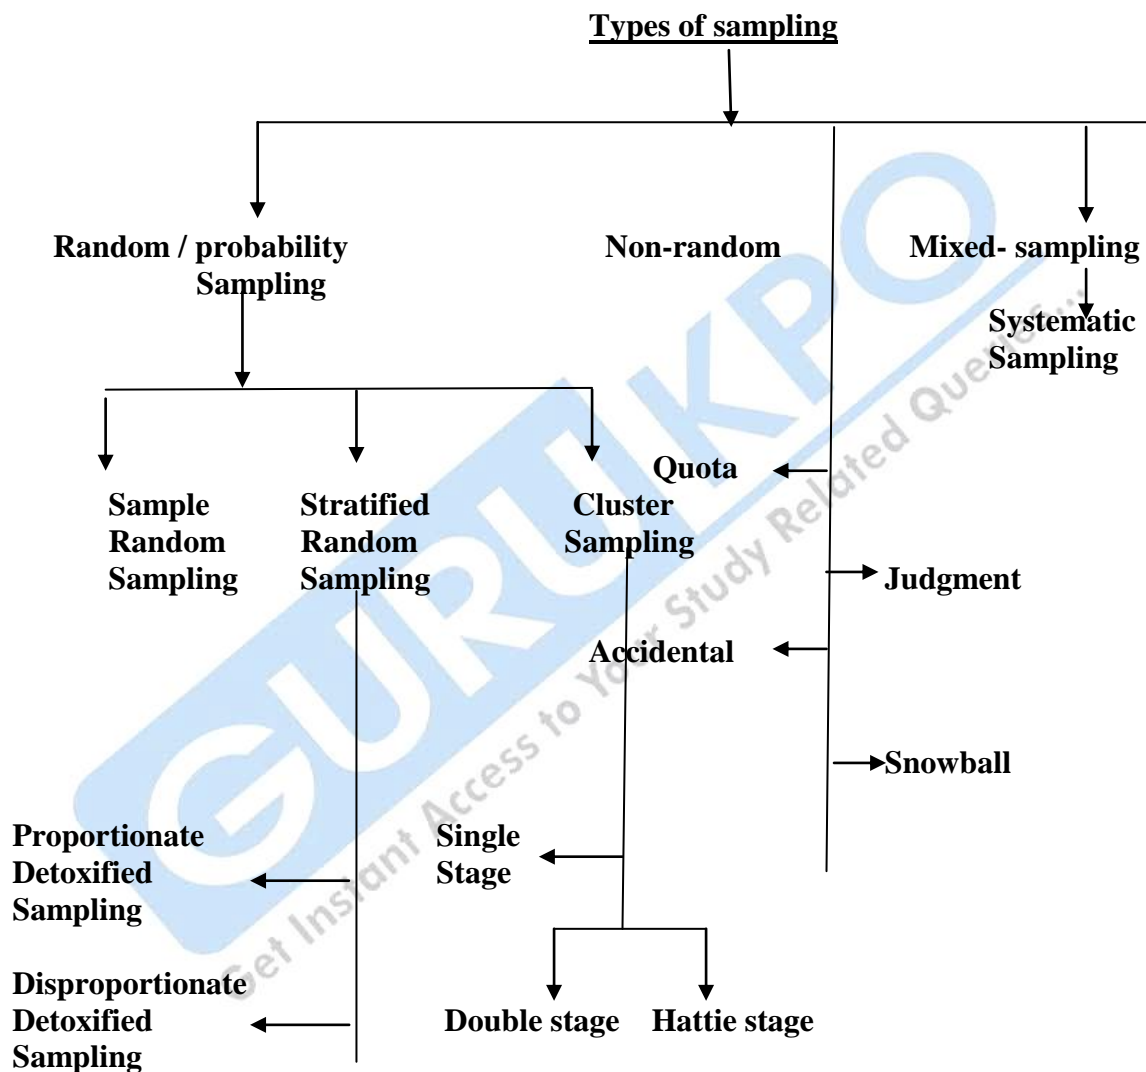 Types of sampling
Random / probability
Sampling
Non-random
Mixed- sampling
Systematic
Sampling
Quota
Sample
Random
Sampling
Stratified
Random
Sampling
Cluster
Sampling
Judgment
Accidental
Snowball
Proportionate
Detoxified
Sampling
Single
Stage
Disproportionate
Detoxified
Sampling
Double stage
Hattie stage
GURUKPO
Get Instant Access to Your Study Related Queries...